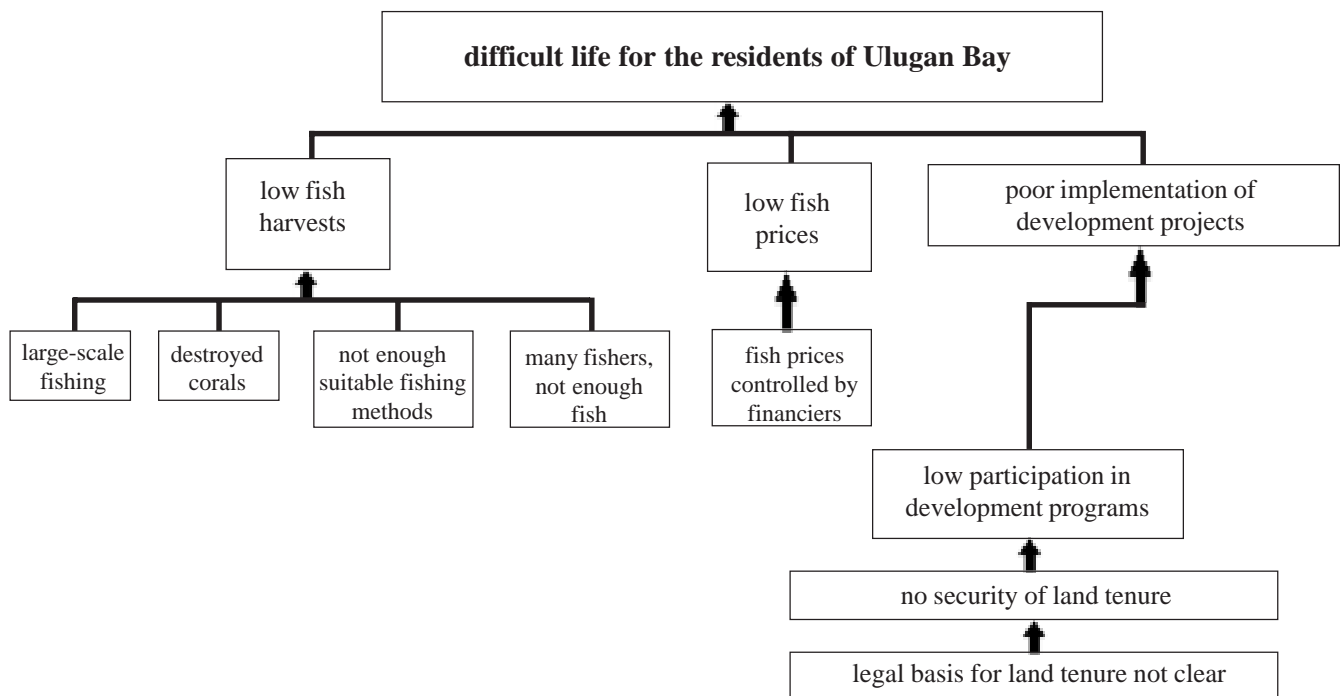 difficult life for the residents of Ulugan Bay
low fish
harvests
low fish
prices
poor implementation of
development projects
large-scale
fishing
destroyed
corals
not enough
suitable fishing
methods
many fishers,
not enough
fish
fish prices
controlled by
financiers
low participation in
development programs
no security of land tenure
legal basis for land tenure not clear